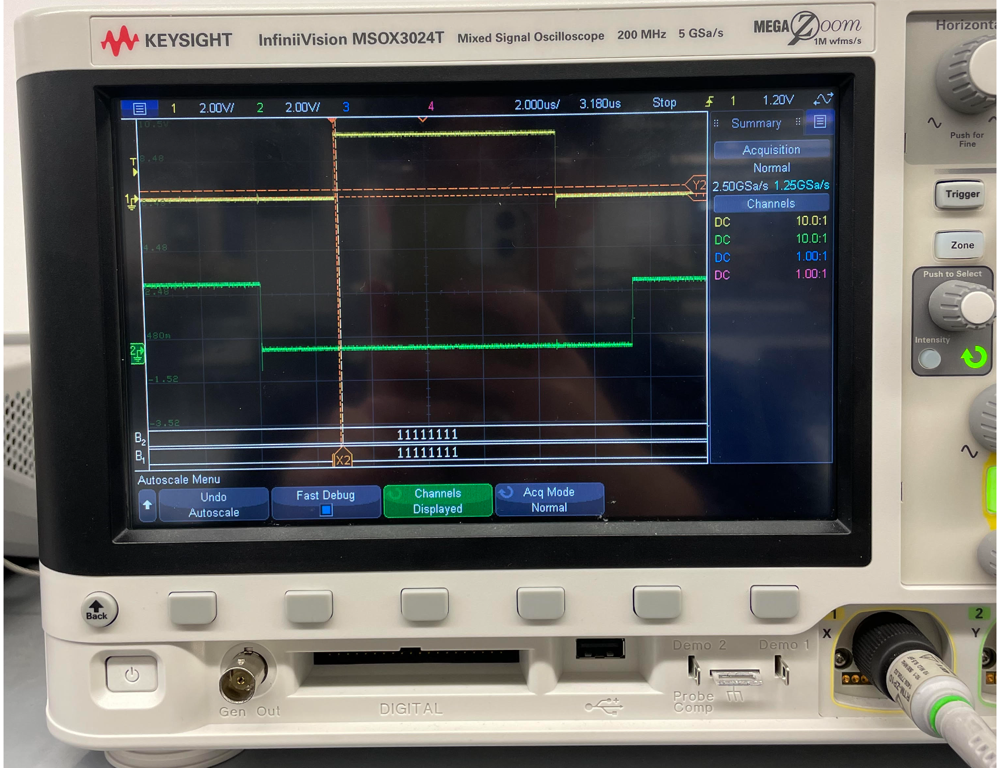 KEYSIGHT InfiniiVision MSOX3024T Mixed Signal Oscilloscope 200 MHz 5 GSa/s MEGA Zoom
1M wfms/s
Horizonta
1 2.00V/ 2 2.00V/ 3 4 2.000us/ 3.180us Stop 1 1.20V
10.5V
Summary
Push for
Fine
Acquisition
Normal
T 8.48
2.50GSa/s 1.25GSa/s
Y2
1
Channels
Trigger
DC 10.0:1
DC 10.0:1
DC 1.00:1
DC 1.00:1
Zone
4.48
Push to Select
2.48
480m
Intensity
2
-1.52
-3.52
B2 11111111
B1 11111111
X2
Autoscale Menu
Undo
Autoscale
Fast Debug
Channels
Displayed
Acq Mode
Normal
Back
1
X
2
Y
Demo 2 Demo 1
Probe
Comp
Gen Out
DIGITAL
RTM-ZP10